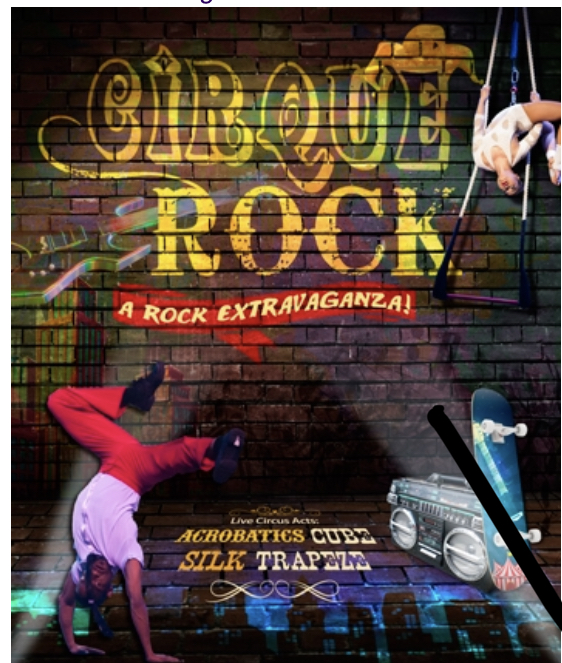 CIRQUE
ROCK
A ROCK EXTRAVAGANZA!
Live Circus Acts:
ACROBATICS CUBE
SILK TRAPEZE